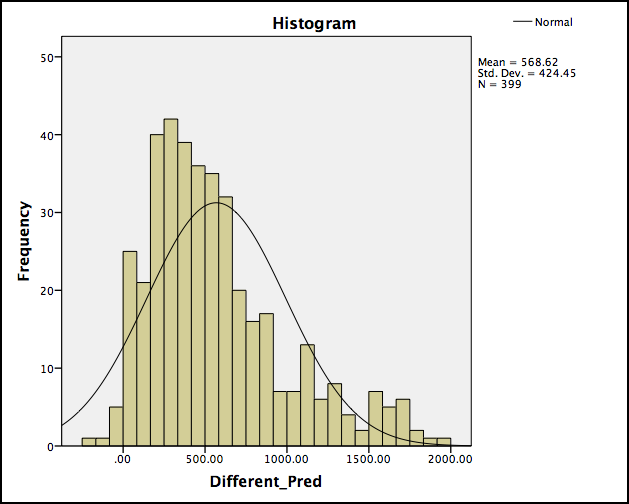 Histogram
Normal
Mean = 568.62
Std. Dev. = 424.45
N = 399
Frequency
50
40
30
20
10
0
.00 500.00 1000.00 1500.00 2000.00
Different_Pred